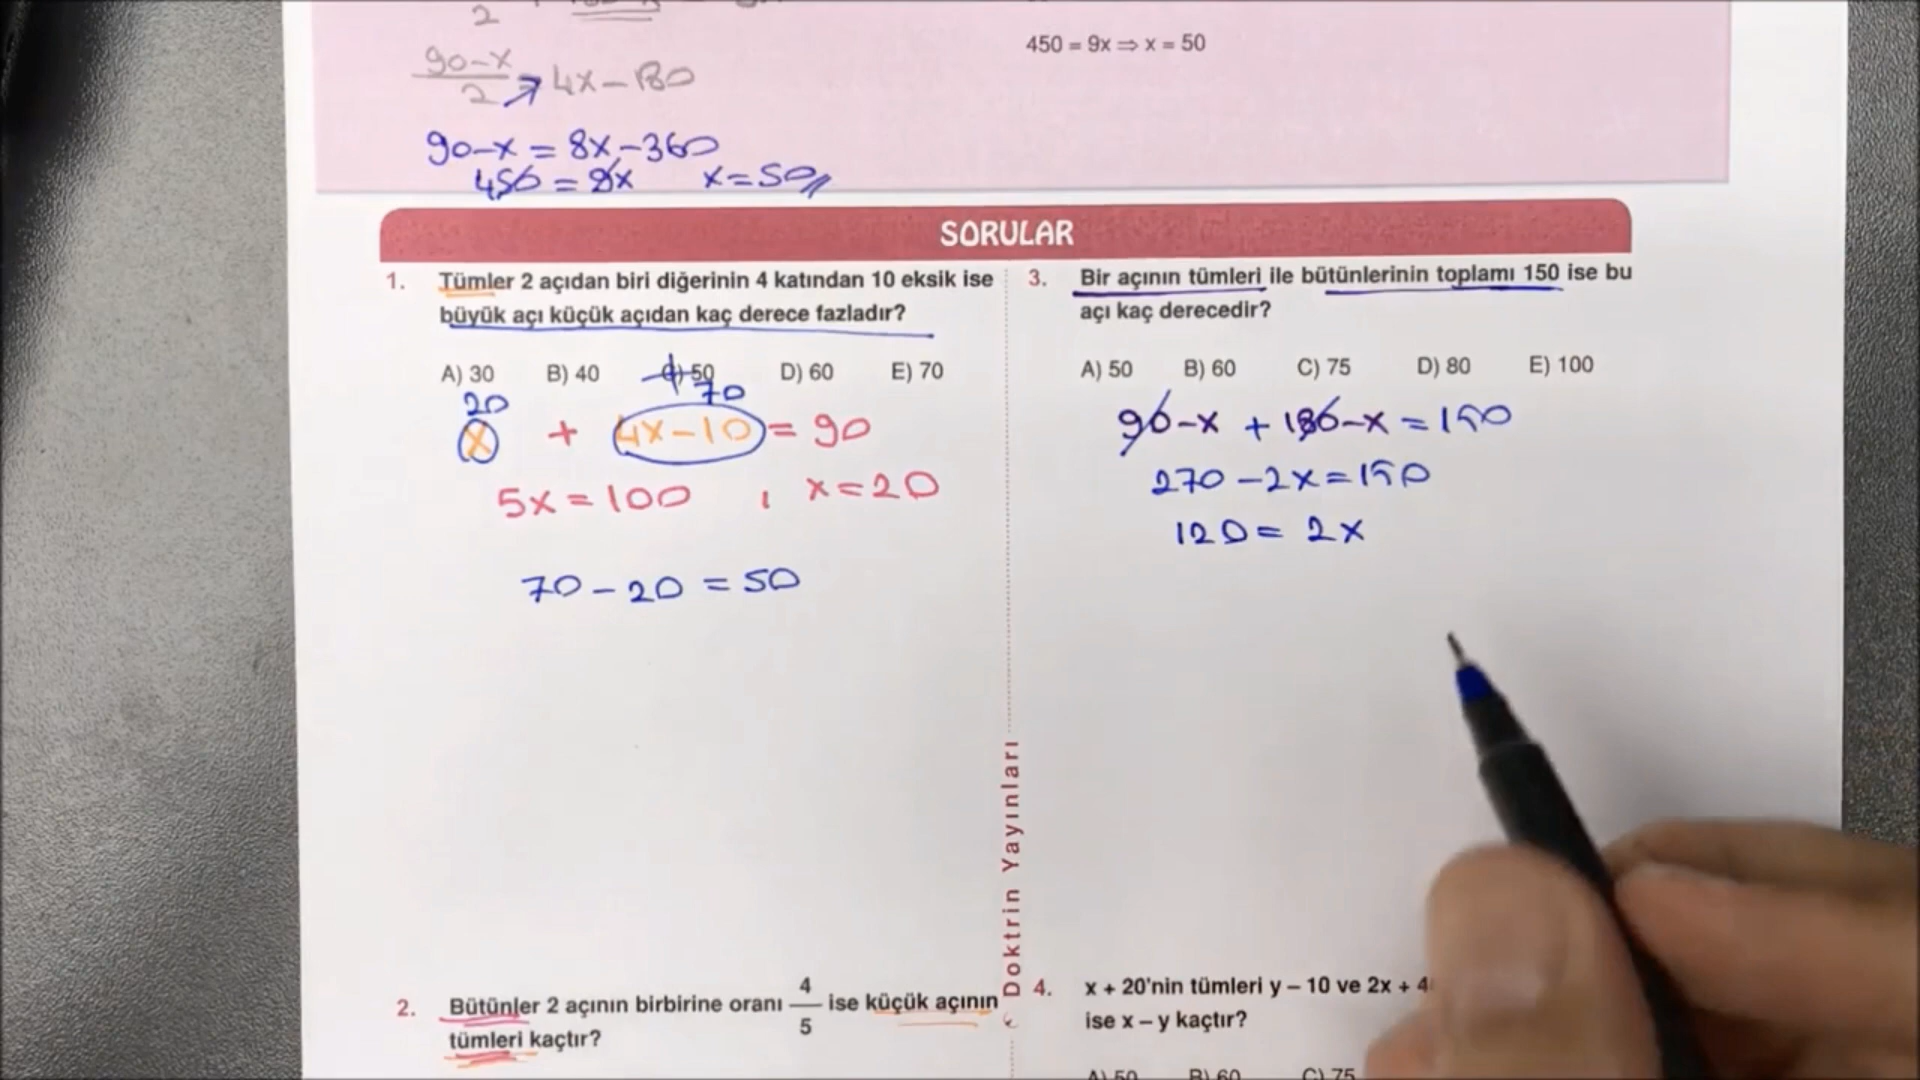 2
90-x
2
4x-180
90-x = 8x-360
450 = 9x x=50
450 = 9x ⇒ x = 50
SORULAR
1. Tümler 2 açıdan biri diğerinin 4 katından 10 eksik ise
büyük açı küçük açıdan kaç derece fazladır?
A) 30 B) 40 C) 50 D) 60 E) 70
20 70
x + 4x-10 = 90
5x = 100 , x = 20
70 - 20 = 50
2. Bütünler 2 açının birbirine oranı 4/5 ise küçük açının
tümleri kaçtır?
Doktrin Yayınları
3. Bir açının tümleri ile bütünlerinin toplamı 150 ise bu
açı kaç derecedir?
A) 50 B) 60 C) 75 D) 80 E) 100
90-x + 180-x = 150
270 - 2x = 150
120 = 2x
4. x + 20'nin tümleri y – 10 ve 2x + 4
ise x – y kaçtır?
A) 50 B) 60 C) 75